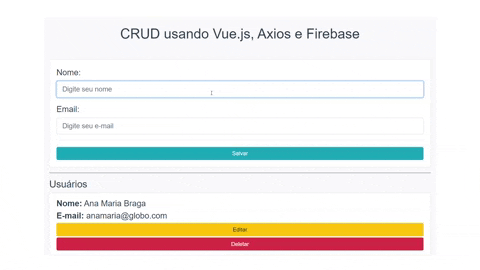 CRUD usando Vue.js, Axios e Firebase
Nome:
Digite seu nome
Email:
Digite seu e-mail
Salvar
Usuários
Nome: Ana Maria Braga
E-mail: anamaria@globo.com
Editar
Deletar